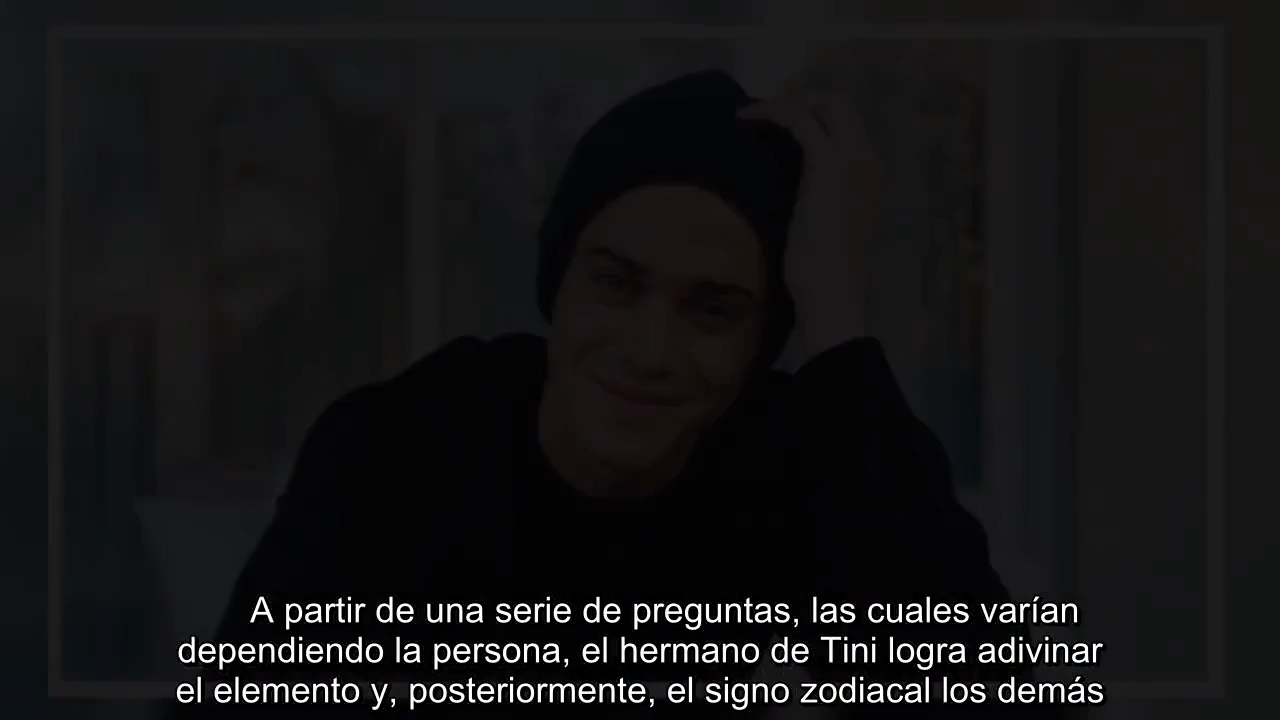 A partir de una serie de preguntas, las cuales varían
dependiendo la persona, el hermano de Tini logra adivinar
el elemento y, posteriormente, el signo zodiacal los demás